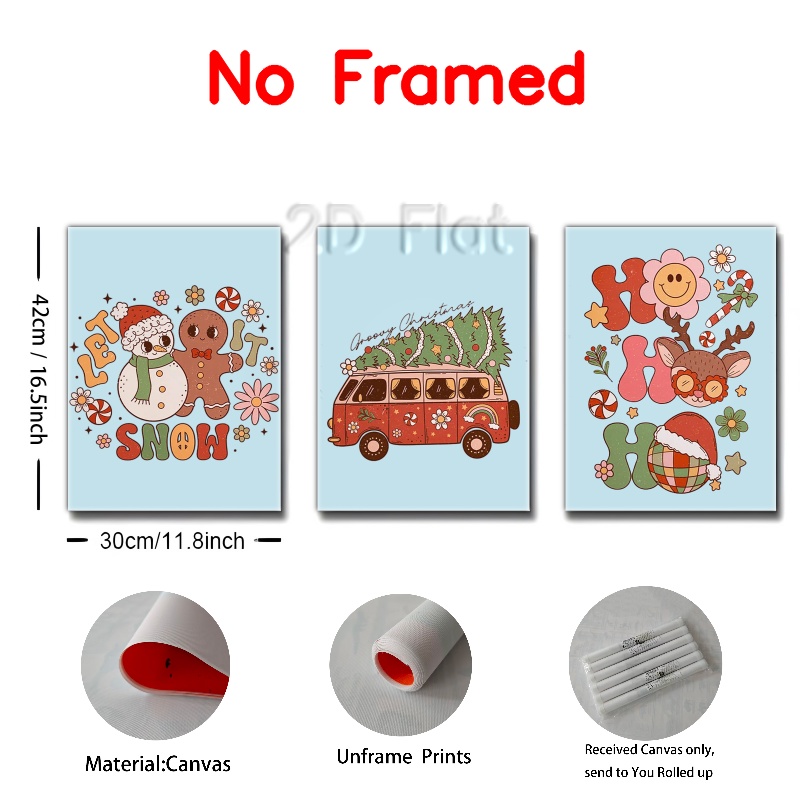 No Framed
2D Flat
42cm / 16.5inch
LET
IT
SNOW
Groovy Christmas
HO
HO
HO
30cm/11.8inch
Material:Canvas
Unframe Prints
Received Canvas only,
send to You Rolled up